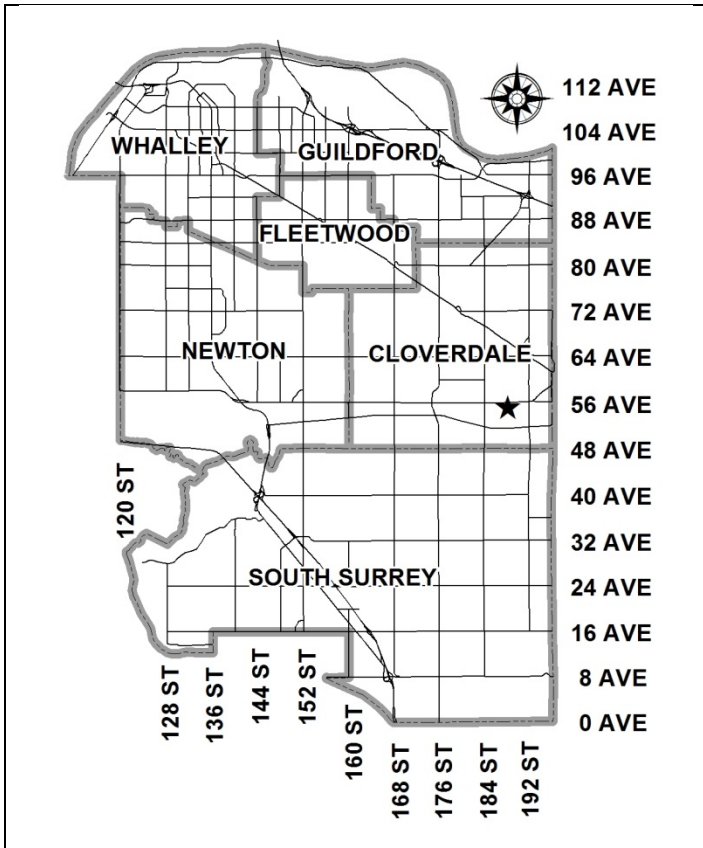 112 AVE
104 AVE
WHALLEY
GUILDFORD
96 AVE
88 AVE
FLEETWOOD
80 AVE
72 AVE
NEWTON
CLOVERDALE
64 AVE
56 AVE
48 AVE
120 ST
40 AVE
32 AVE
SOUTH SURREY
24 AVE
16 AVE
8 AVE
0 AVE
128 ST
136 ST
144 ST
152 ST
160 ST
168 ST
176 ST
184 ST
192 ST